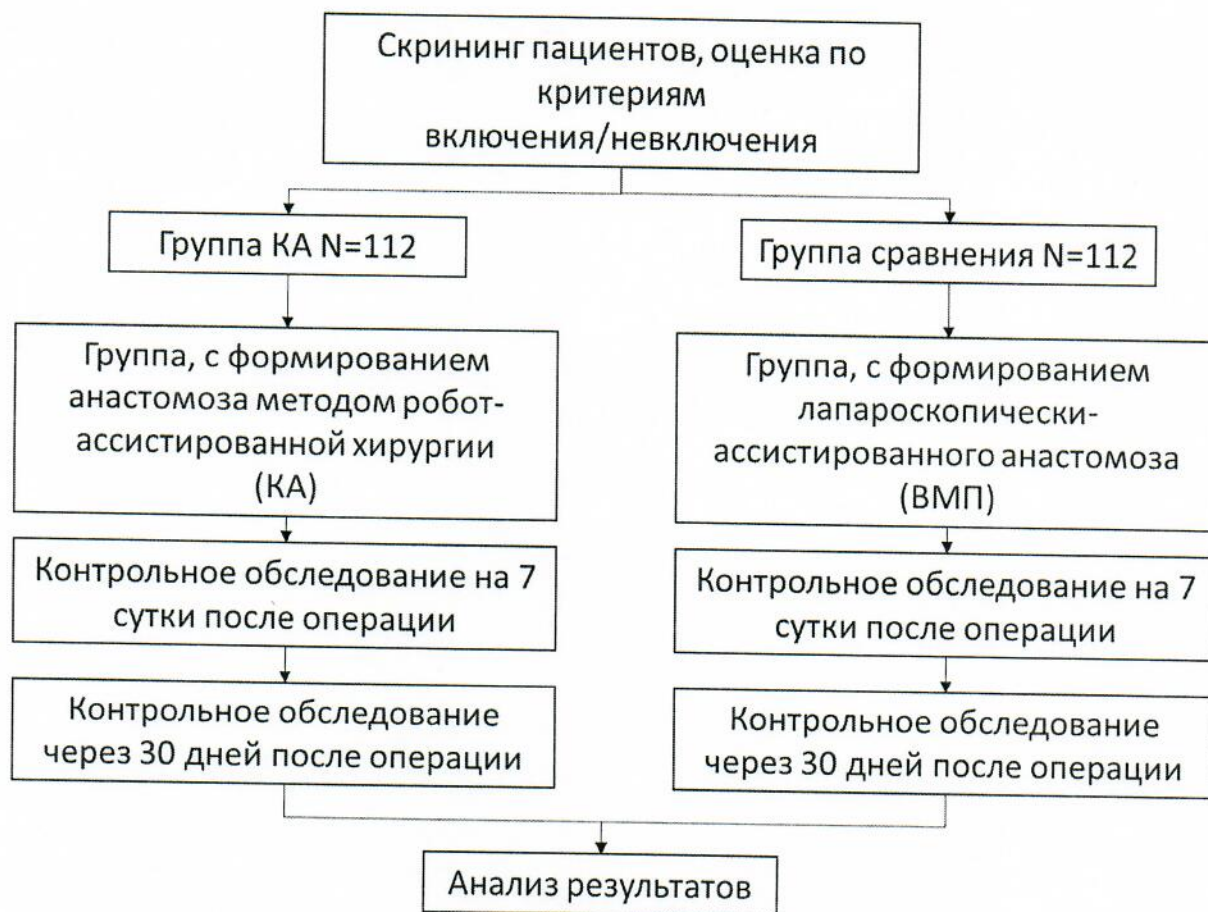 Скрининг пациентов, оценка по
критериям
включения/невключения
Группа КА N=112
Группа сравнения N=112
Группа, с формированием
анастомоза методом робот-
ассистированной хирургии
(КА)
Группа, с формированием
лапароскопически-
ассистированного анастомоза
(ВМП)
Контрольное обследование на 7
сутки после операции
Контрольное обследование на 7
сутки после операции
Контрольное обследование
через 30 дней после операции
Контрольное обследование
через 30 дней после операции
Анализ результатов